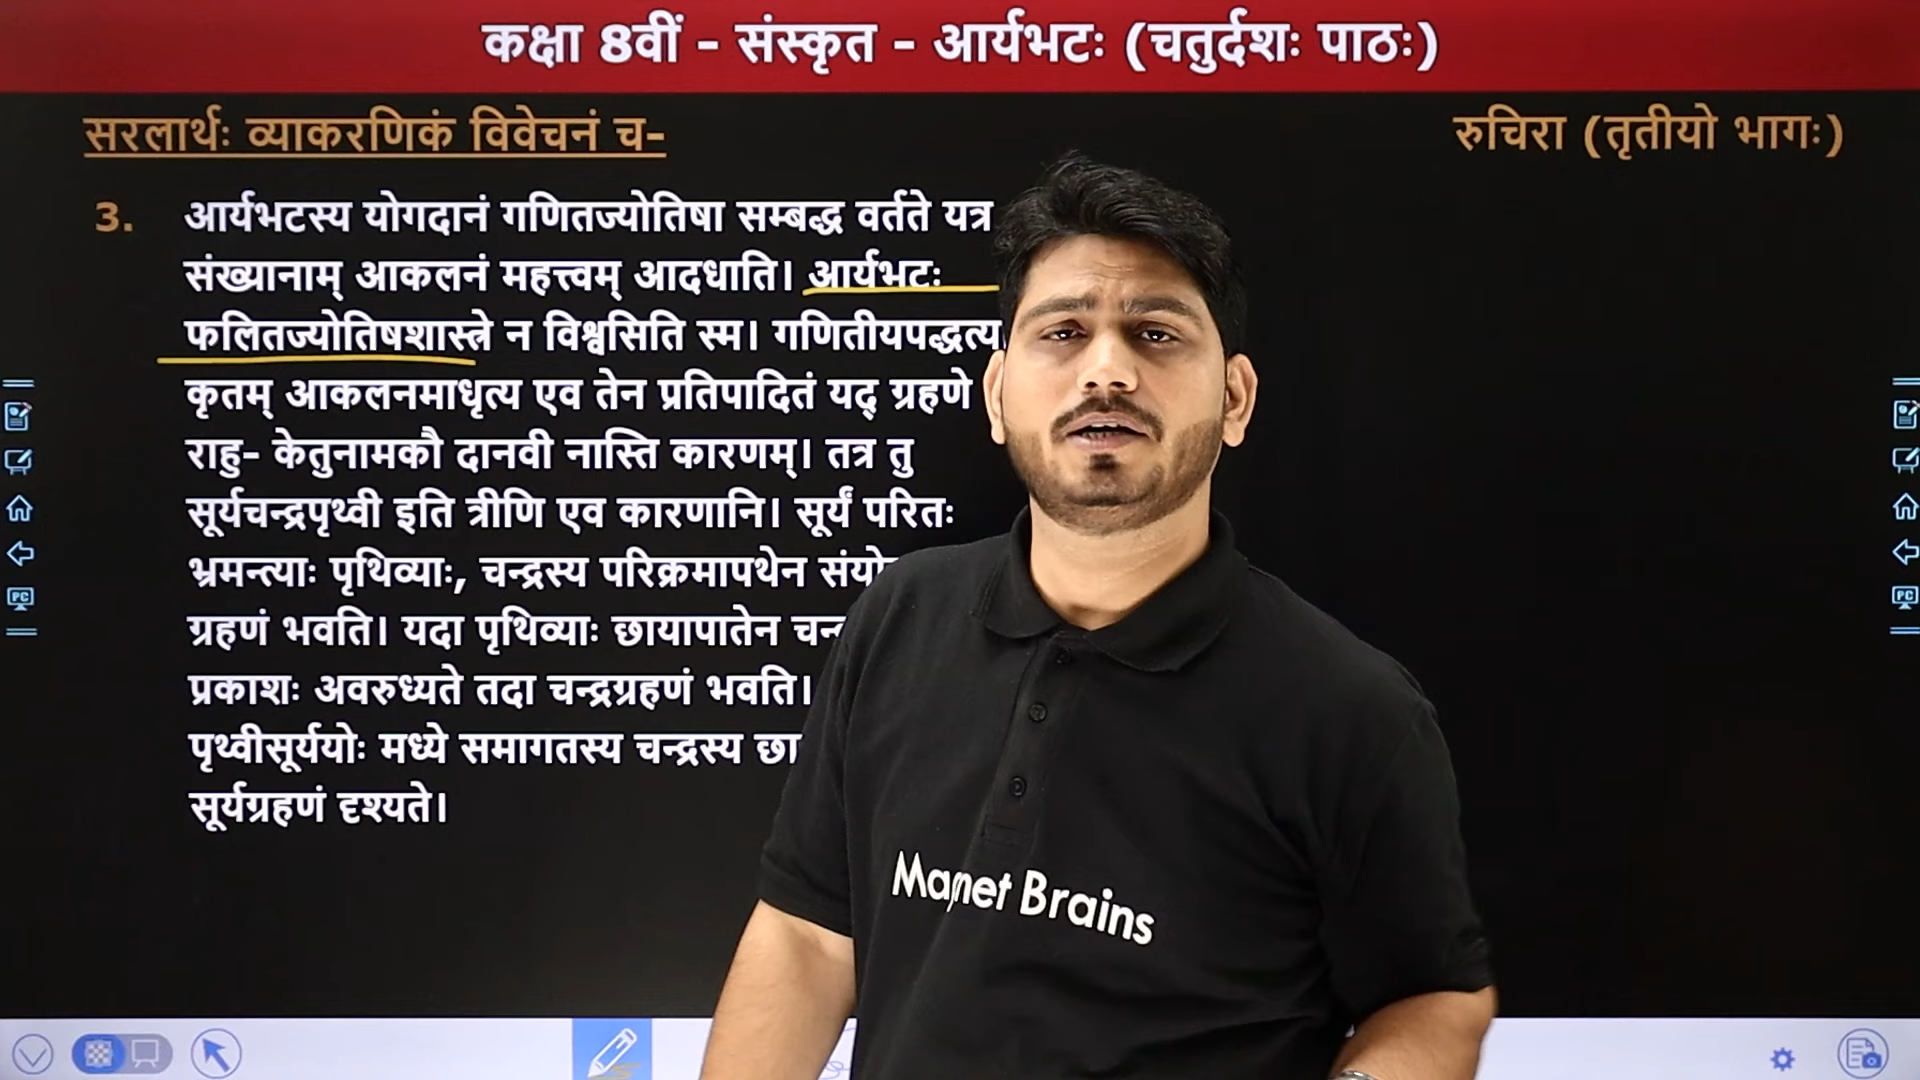 कक्षा 8वीं - संस्कृत - आर्यभटः (चतुर्दशः पाठः)
सरलार्थः व्याकरणिकं विवेचनं च-
रुचिरा (तृतीयो भागः)
3. आर्यभटस्य योगदानं गणितज्योतिषा सम्बद्ध वर्तते यत्र
संख्यानाम् आकलनं महत्त्वम् आदधाति। आर्यभटः
फलितज्योतिषशास्त्रे न विश्वसिति स्म। गणितीयपद्धत्या
कृतम् आकलनमाधृत्य एव तेन प्रतिपादितं यद् ग्रहणे
राहु- केतुनामकौ दानवी नास्ति कारणम्। तत्र तु
सूर्यचन्द्रपृथ्वी इति त्रीणि एव कारणानि। सूर्यं परितः
भ्रमन्त्याः पृथिव्याः, चन्द्रस्य परिक्रमापथेन
ग्रहणं भवति। यदा पृथिव्याः छायापातेन
प्रकाशः अवरुध्यते तदा चन्द्रग्रहणं भवति।
पृथ्वीसूर्ययोः मध्ये समागतस्य चन्द्रस्य
सूर्यग्रहणं दृश्यते।
PC
PC
Magnet Brains